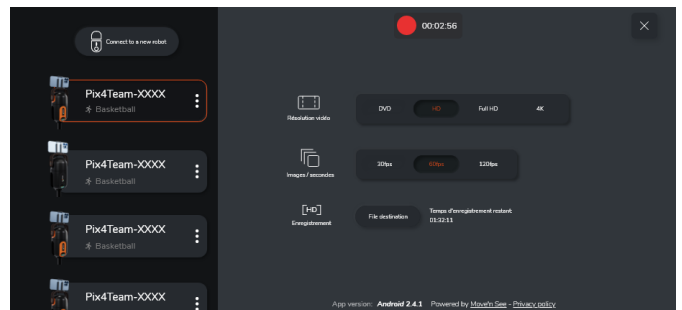 00:02:56
Connect to a new robot
Pix4Team-XXXX
Basketball
Pix4Team-XXXX
Basketball
Pix4Team-XXXX
Basketball
Pix4Team-XXXX
Résolution vidéo
DVD HD Full HD 4K
Images / secondes
30fps 60fps 120fps
[HD]
Enregistrement
File destination
Temps d'enregistrement restant
01:32:11
App version: Android 2.4.1 Powered by Move'n See - Privacy policy